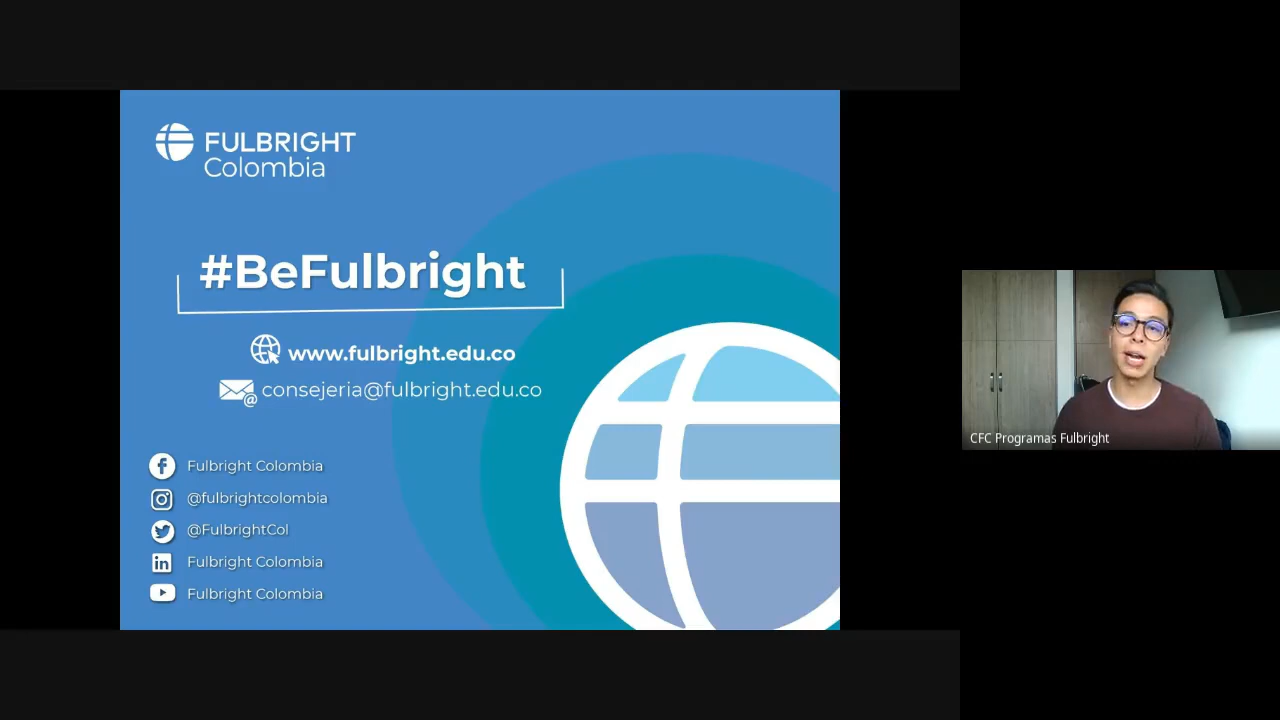 FULBRIGHT
Colombia
#BeFulbright
www.fulbright.edu.co
@ consejeria@fulbright.edu.co
f Fulbright Colombia
@fulbrightcolombia
@FulbrightCol
in Fulbright Colombia
Fulbright Colombia
CFC Programas Fulbright